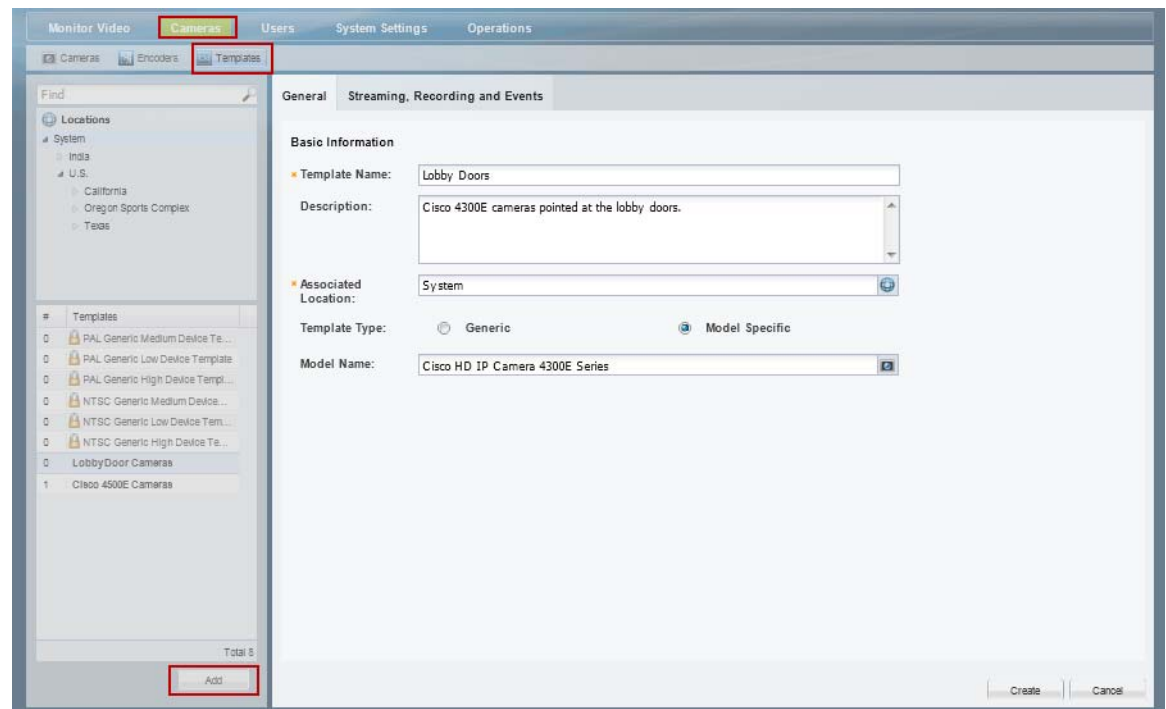 Monitor Video Cameras Users System Settings Operations
Cameras Encoders Templates
Find
Locations
System
India
U.S.
California
Oregon Sports Complex
Texas
# Templates
0 PAL Generic Medium Device Te...
0 PAL Generic Low Device Template
0 PAL Generic High Device Templ...
0 NTSC Generic Medium Device...
0 NTSC Generic Low Device Tem...
0 NTSC Generic High Device Te...
0 LobbyDoor Cameras
1 Cisco 4500E Cameras
Total 8
Add
General Streaming, Recording and Events
Basic Information
* Template Name: Lobby Doors
Description: Cisco 4300E cameras pointed at the lobby doors.
* Associated Location: System
Template Type: Generic Model Specific
Model Name: Cisco HD IP Camera 4300E Series
Create Cancel